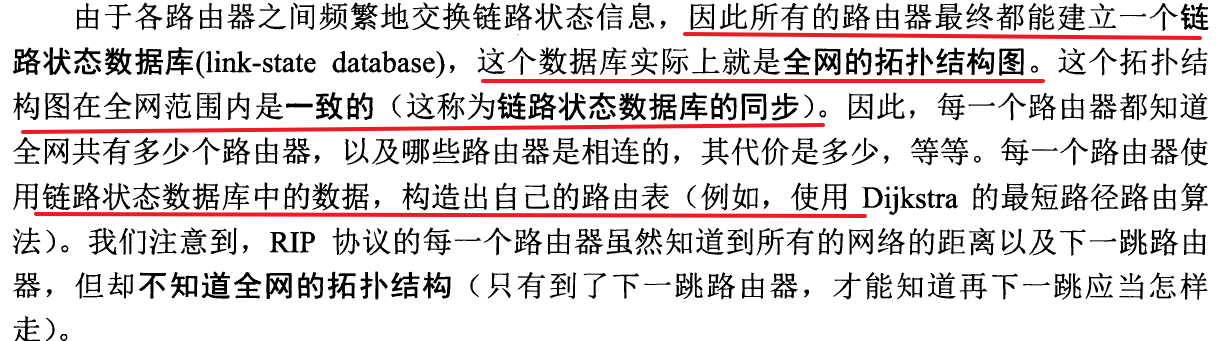 由于各路由器之间频繁地交换链路状态信息，因此所有的路由器最终都能建立一个链
路状态数据库(link-state database)，这个数据库实际上就是全网的拓扑结构图。这个拓扑结
构图在全网范围内是一致的（这称为链路状态数据库的同步）。因此，每一个路由器都知道
全网共有多少个路由器，以及哪些路由器是相连的，其代价是多少，等等。每一个路由器使
用链路状态数据库中的数据，构造出自己的路由表（例如，使用 Dijkstra 的最短路径路由算
法）。我们注意到，RIP 协议的每一个路由器虽然知道到所有的网络的距离以及下一跳路由
器，但却不知道全网的拓扑结构（只有到了下一跳路由器，才能知道再下一跳应当怎样
走）。